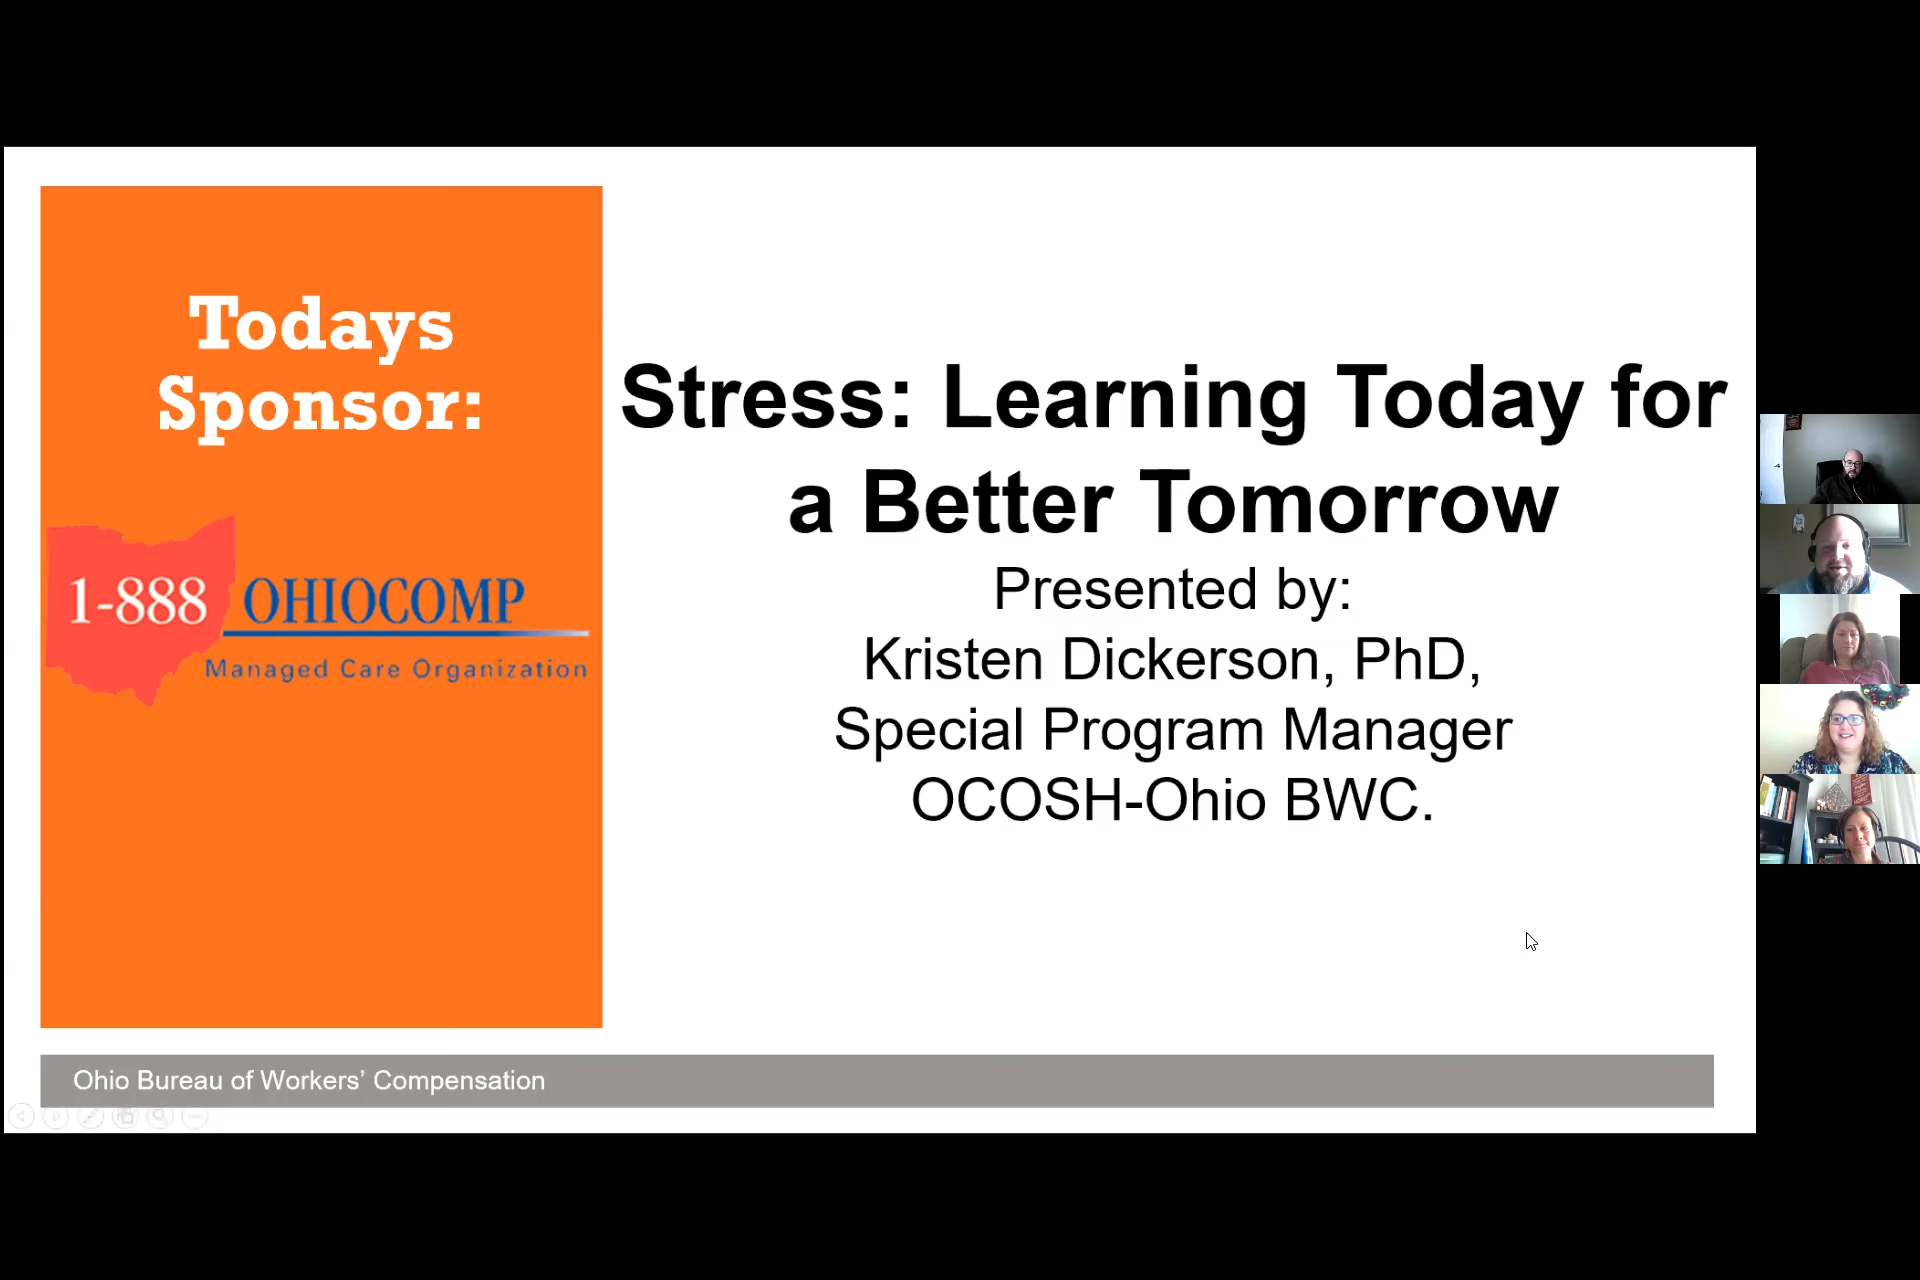 Todays
Sponsor:
1-888 OHIOCOMP
Managed Care Organization
Stress: Learning Today for
a Better Tomorrow
Presented by:
Kristen Dickerson, PhD,
Special Program Manager
OCOSH-Ohio BWC.
Ohio Bureau of Workers’ Compensation